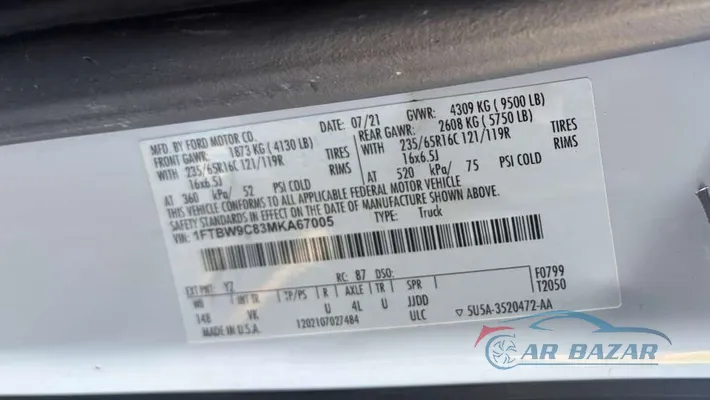 MFD. BY FORD MOTOR CO.
DATE: 07/21 GVWR: 4309 KG ( 9500 LB)
FRONT GAWR: 1873 KG ( 4130 LB) REAR GAWR: 2608 KG ( 5750 LB)
WITH 235/65R16C 121/119R TIRES WITH 235/65R16C 121/119R TIRES
16x6.5J RIMS 16x6.5J RIMS
AT 360 kPa/ 52 PSI COLD AT 520 kPa/ 75 PSI COLD
THIS VEHICLE CONFORMS TO ALL APPLICABLE FEDERAL MOTOR VEHICLE
SAFETY STANDARDS IN EFFECT ON THE DATE OF MANUFACTURE SHOWN ABOVE.
VIN: 1FTBW9C83MKA67005 TYPE: Truck
EXT PNT: YZ RC: 87 DSO: F0799
WB INT TR TP/PS R AXLE TR SPR T2050
148 VK U 4L U JJDD
MADE IN U.S.A. 120210702748​4 ULC ▽ 5U5A-3520472-AA
CAR BAZAR